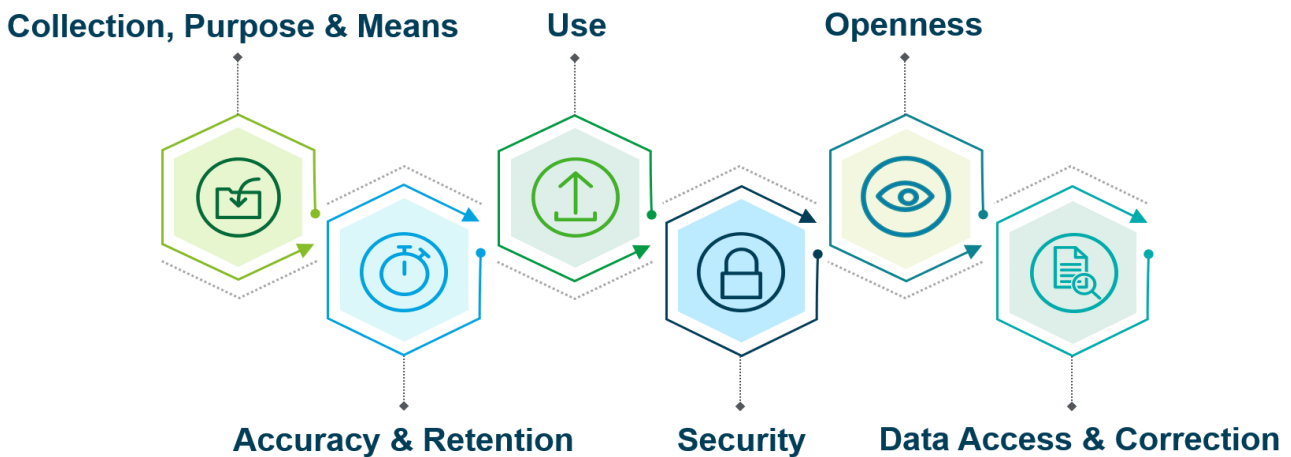 Collection, Purpose & Means
Use
Openness
Accuracy & Retention
Security
Data Access & Correction